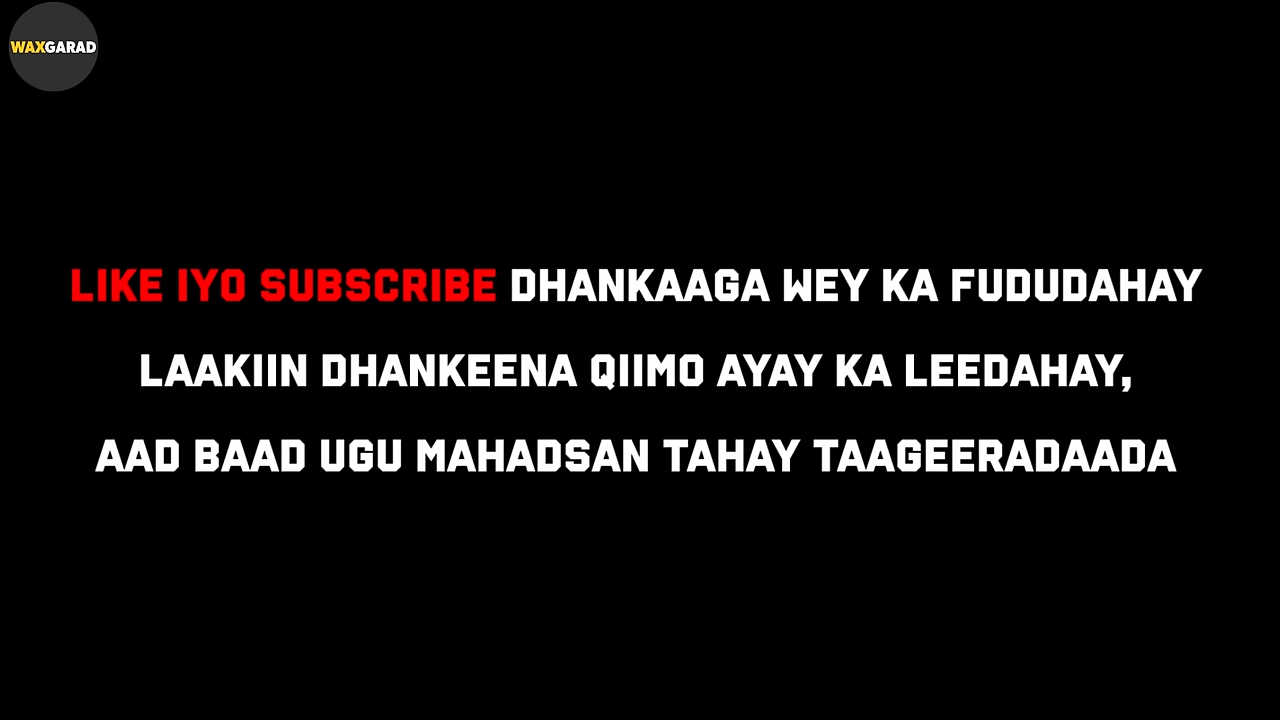 WAXGARAD
LIKE IYO SUBSCRIBE DHANKAAGA WEY KA FUDUDAHAY
LAAKIIN DHANKEENA QIIMO AYAY KA LEEDAHAY,
AAD BAAD UGU MAHADSAN TAHAY TAAGEERADAADA